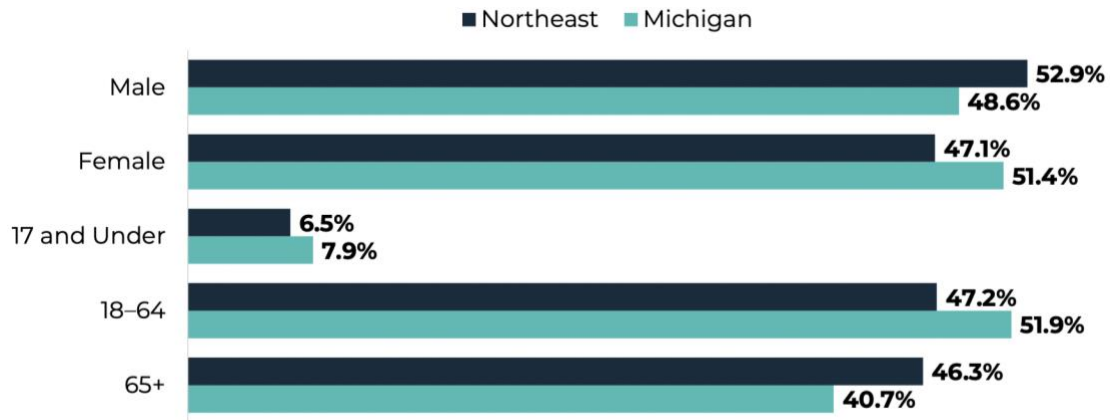 Northeast Michigan
Male 52.9%
48.6%
Female 47.1%
51.4%
17 and Under 6.5%
7.9%
18–64 47.2%
51.9%
65+ 46.3%
40.7%